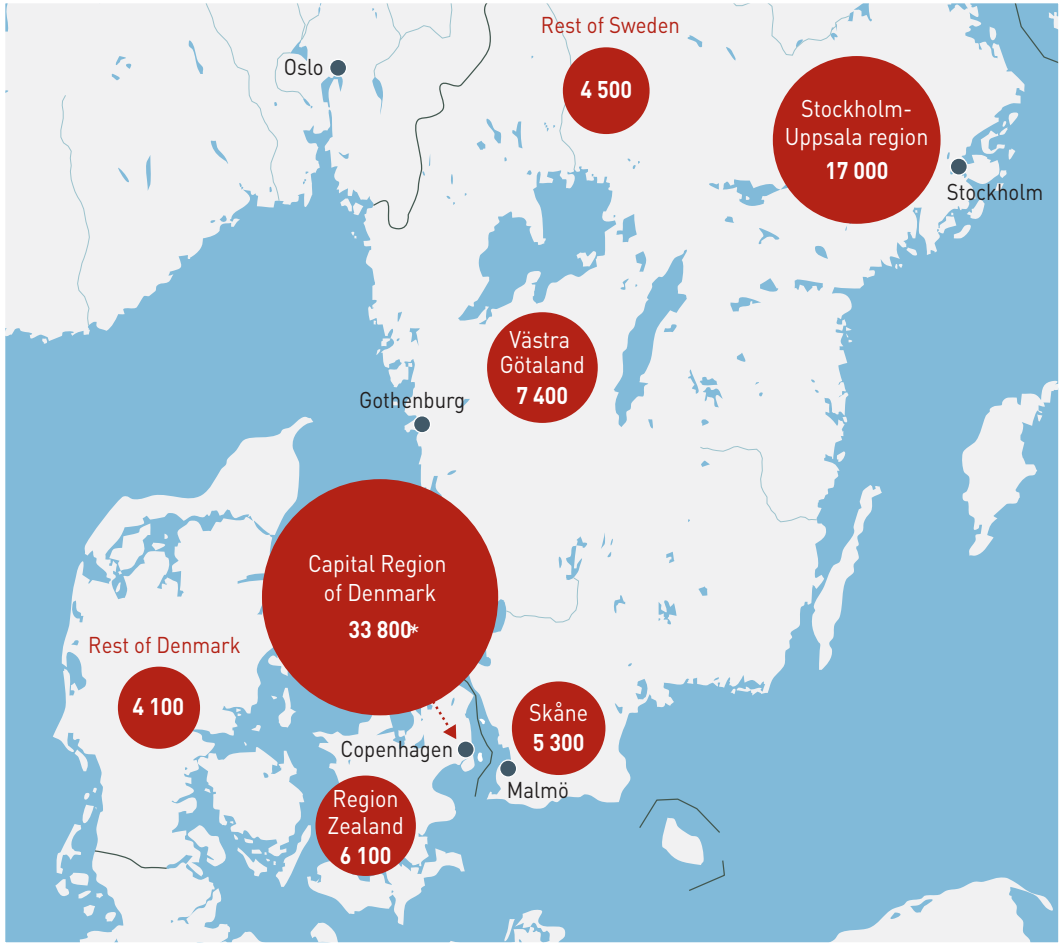 Rest of Sweden
4 500
Oslo
Stockholm-
Uppsala region
17 000
Stockholm
Västra
Götaland
7 400
Gothenburg
Capital Region
of Denmark
33 800*
Rest of Denmark
4 100
Skåne
5 300
Copenhagen
Malmö
Region
Zealand
6 100